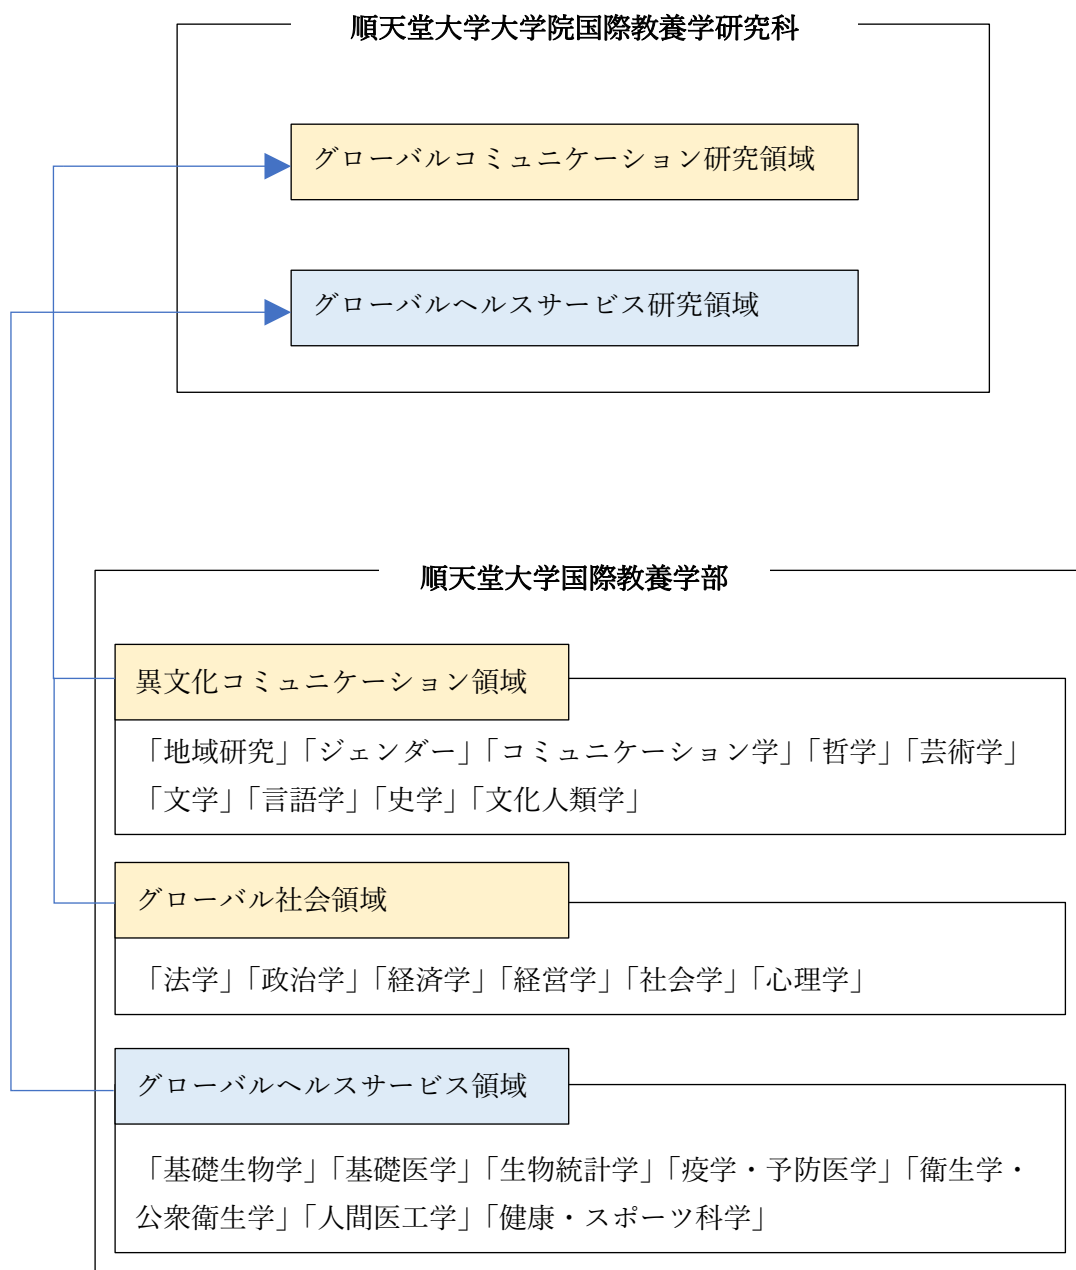 順天堂大学大学院国際教養学研究科
グローバルコミュニケーション研究領域
グローバルヘルスサービス研究領域
順天堂大学国際教養学部
異文化コミュニケーション領域
「地域研究」「ジェンダー」「コミュニケーション学」「哲学」「芸術学」
「文学」「言語学」「史学」「文化人類学」
グローバル社会領域
「法学」「政治学」「経済学」「経営学」「社会学」「心理学」
グローバルヘルスサービス領域
「基礎生物学」「基礎医学」「生物統計学」「疫学・予防医学」「衛生学・
公衆衛生学」「人間医工学」「健康・スポーツ科学」